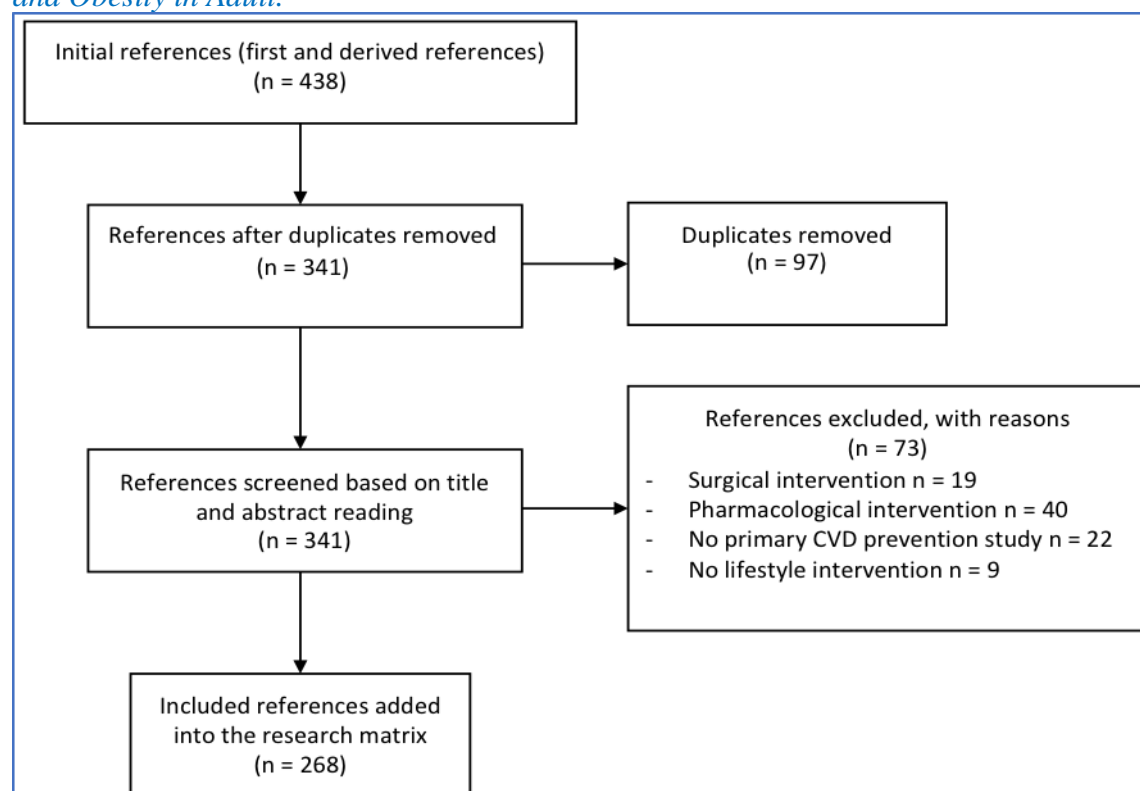 and Obesity in Adult.
Initial references (first and derived references)
(n = 438)
References after duplicates removed
(n = 341)
Duplicates removed
(n = 97)
References screened based on title
and abstract reading
(n = 341)
References excluded, with reasons
(n = 73)
- Surgical intervention n = 19
- Pharmacological intervention n = 40
- No primary CVD prevention study n = 22
- No lifestyle intervention n = 9
Included references added
into the research matrix
(n = 268)